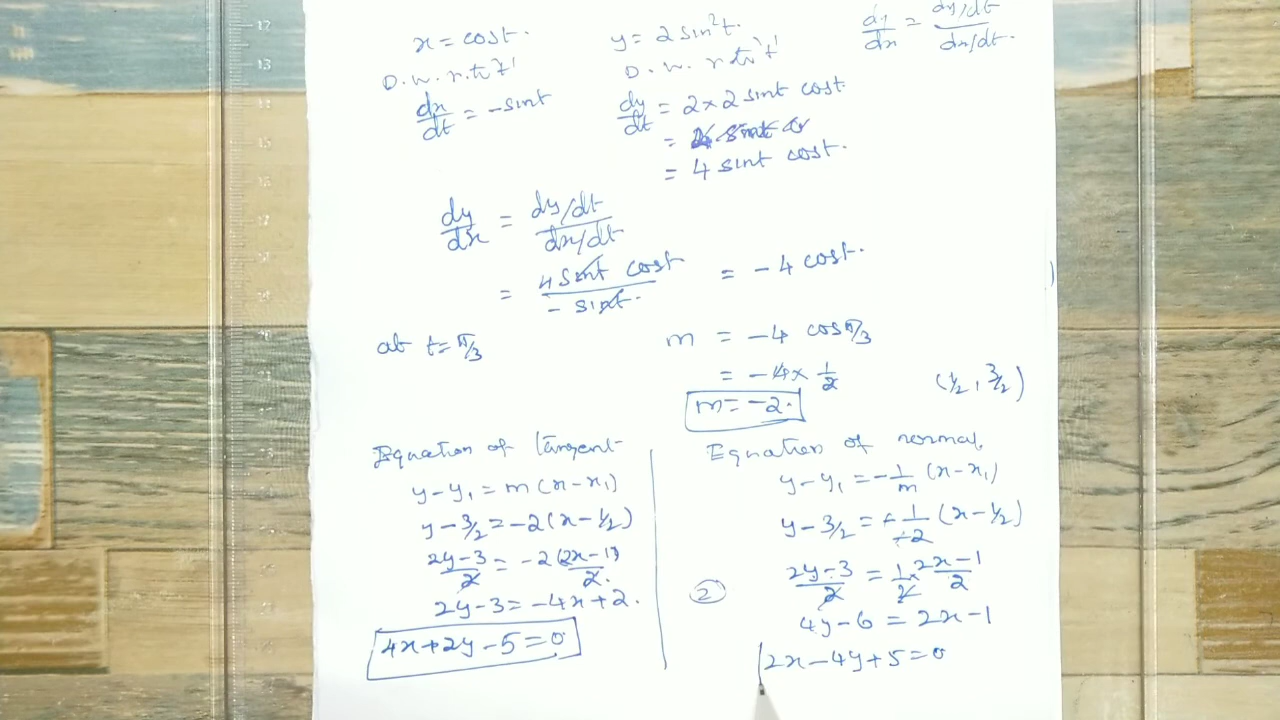 x = cost.
y = 2 sin²t.
dy/dx = dy/dt / dx/dt.
D.w.r.to 't'
D.w.r.to 't'
dx/dt = -sint
dy/dt = 2×2 sint cost.
=
= 4 sint cost.
dy/dx = dy/dt / dx/dt
= 4 sint cost / - sint. = -4 cost.
at t = π/3
m = -4 cos π/3
= -4 × 1/2
(1/2, 3/2)
m = -2.
Equation of tangent
y-y₁ = m(x-x₁)
y-3/2 = -2(x-1/2)
2y-3/2 = -2(2x-1)/2.
2y-3 = -4x+2.
4x+2y-5=0
Equation of normal.
y-y₁ = -1/m (x-x₁)
y-3/2 = +1/+2 (x-1/2)
2
2y-3/2 = 1/2 × 2x-1/2
4y-6 = 2x-1
2x-4y+5=0
12
13